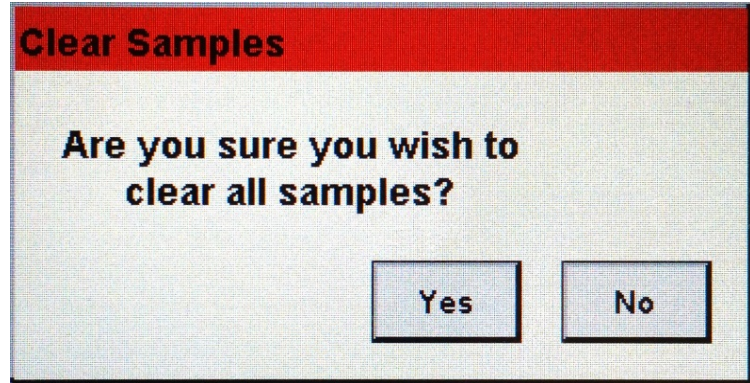 Clear Samples
Are you sure you wish to
clear all samples?
Yes No